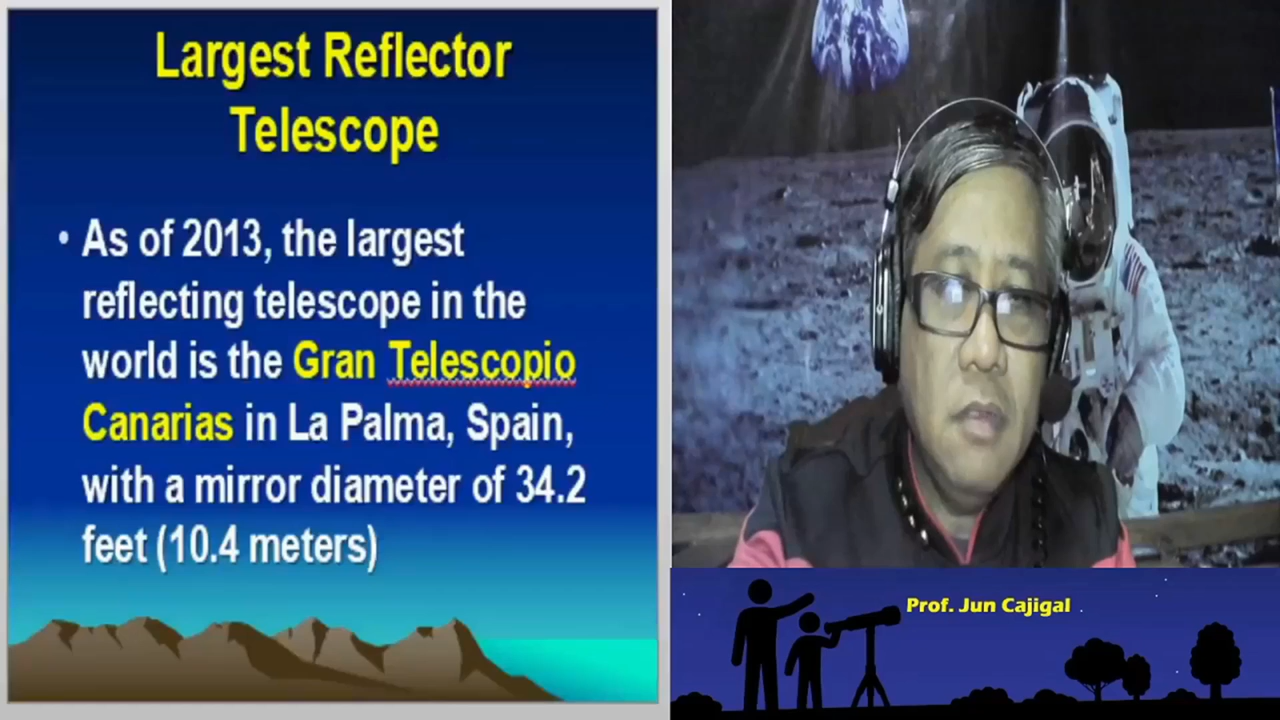 Largest Reflector
Telescope
• As of 2013, the largest
reflecting telescope in the
world is the Gran Telescopio
Canarias in La Palma, Spain,
with a mirror diameter of 34.2
feet (10.4 meters)
Prof. Jun Cajigal